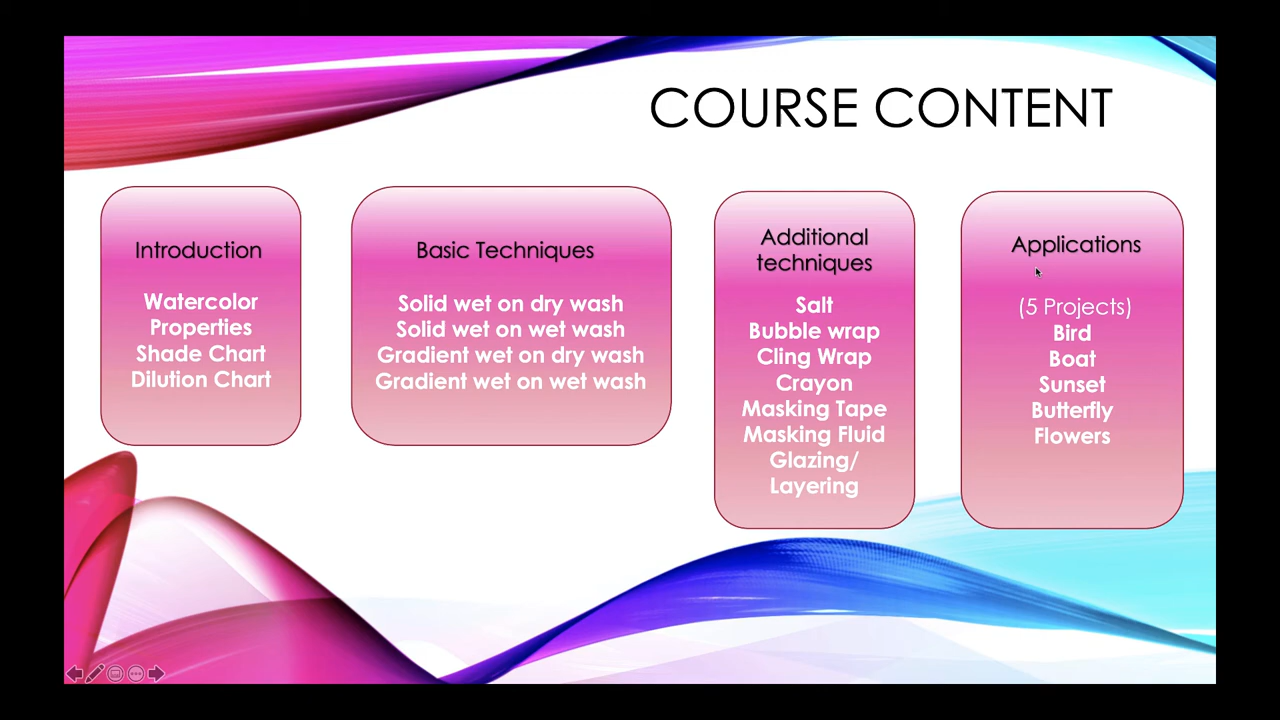 COURSE CONTENT
Introduction
Watercolor
Properties
Shade Chart
Dilution Chart
Basic Techniques
Solid wet on dry wash
Solid wet on wet wash
Gradient wet on dry wash
Gradient wet on wet wash
Additional
techniques
Salt
Bubble wrap
Cling Wrap
Crayon
Masking Tape
Masking Fluid
Glazing/
Layering
Applications
(5 Projects)
Bird
Boat
Sunset
Butterfly
Flowers